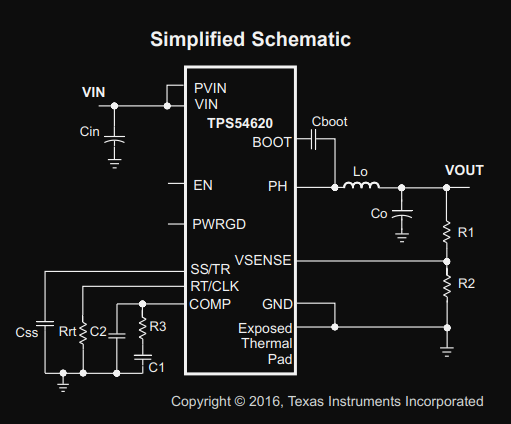 Simplified Schematic
VIN
PVIN
VIN
TPS54620
Cin
Cboot
BOOT
Lo
VOUT
EN
PH
Co
PWRGD
R1
VSENSE
SS/TR
RT/CLK
R2
COMP
GND
Css
Rrt
C2
R3
Exposed
Thermal
Pad
C1
Copyright © 2016, Texas Instruments Incorporated